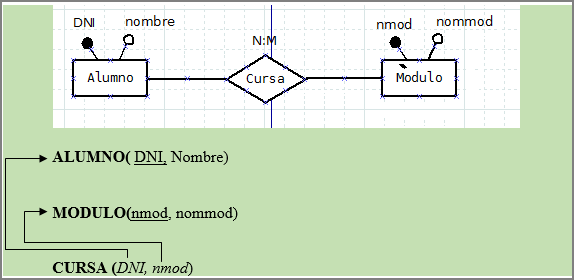 DNI nombre nmod nommod
N:M
Alumno Cursa Modulo
ALUMNO( DNI, Nombre)
MODULO(nmod, nommod)
CURSA (DNI, nmod)